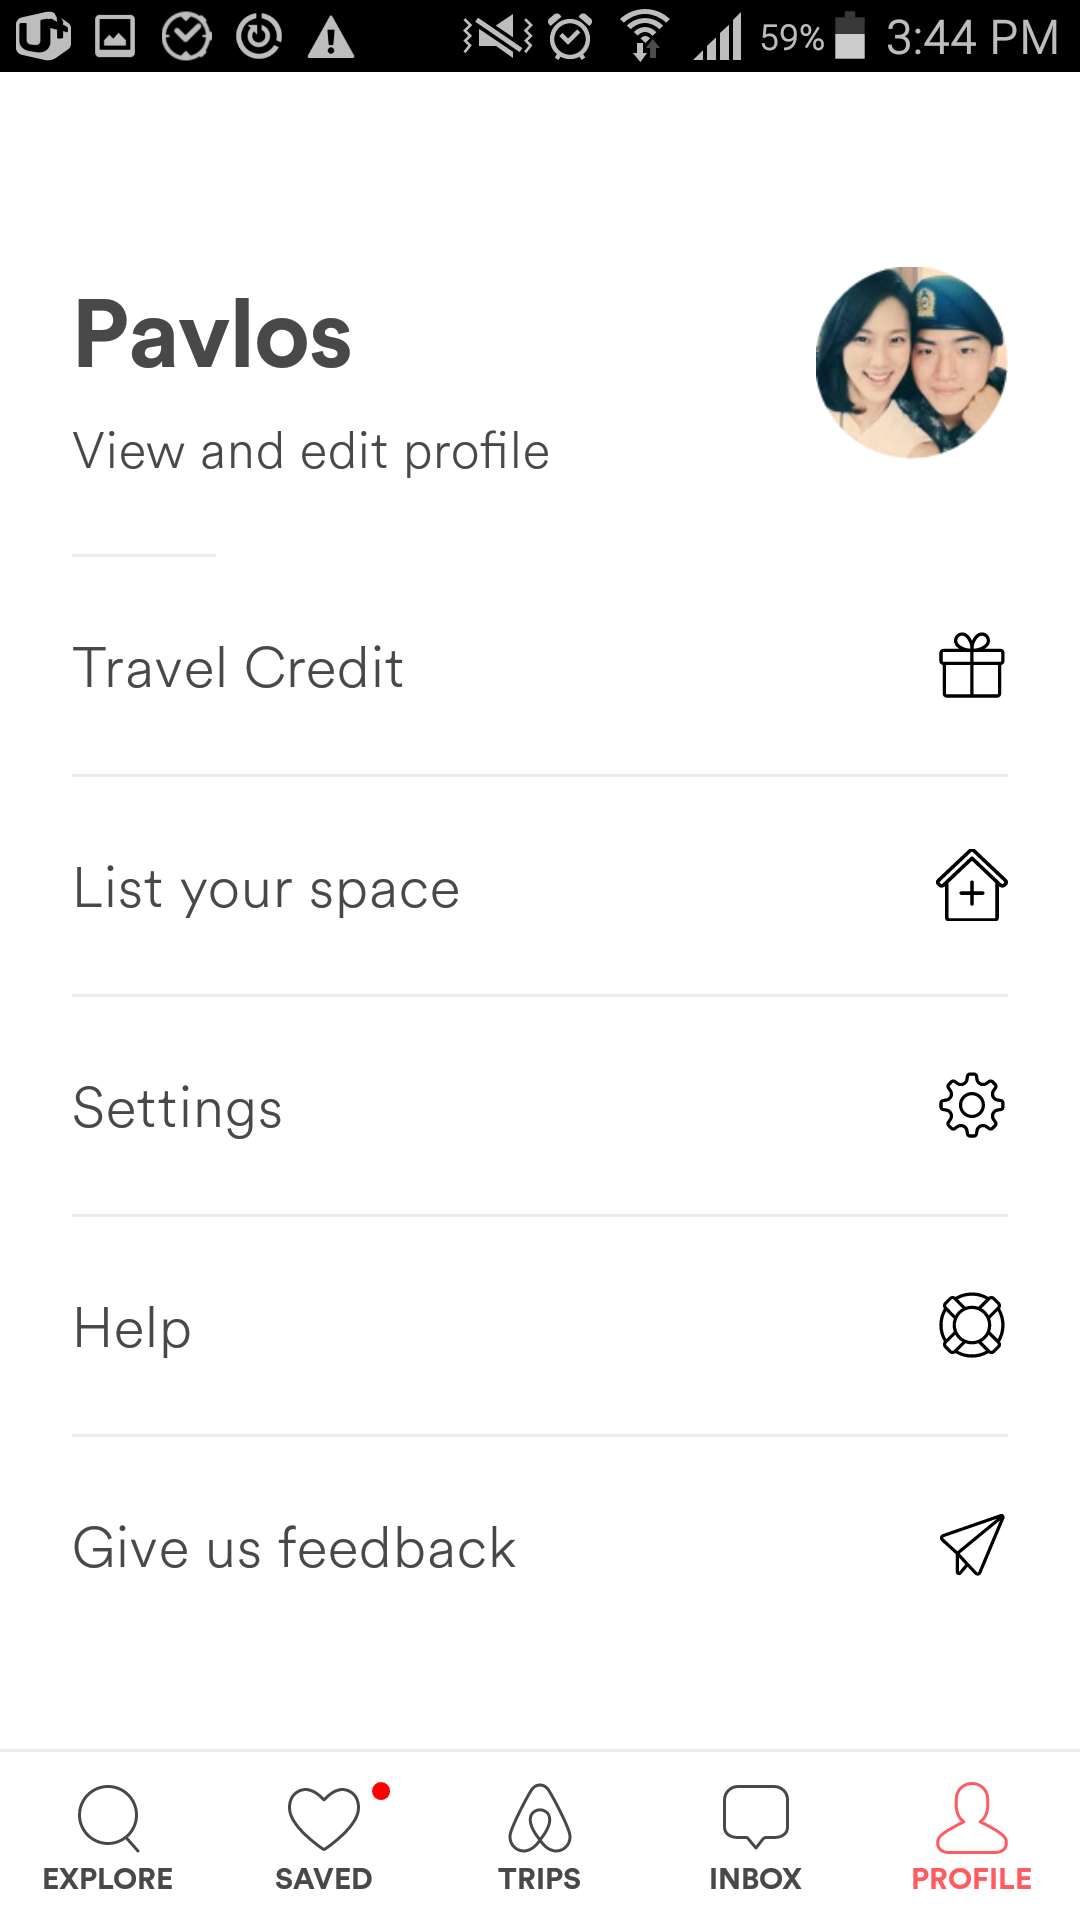 U+ 59% 3:44 PM
Pavlos
View and edit profile
Travel Credit
List your space
Settings
Help
Give us feedback
EXPLORE SAVED TRIPS INBOX PROFILE